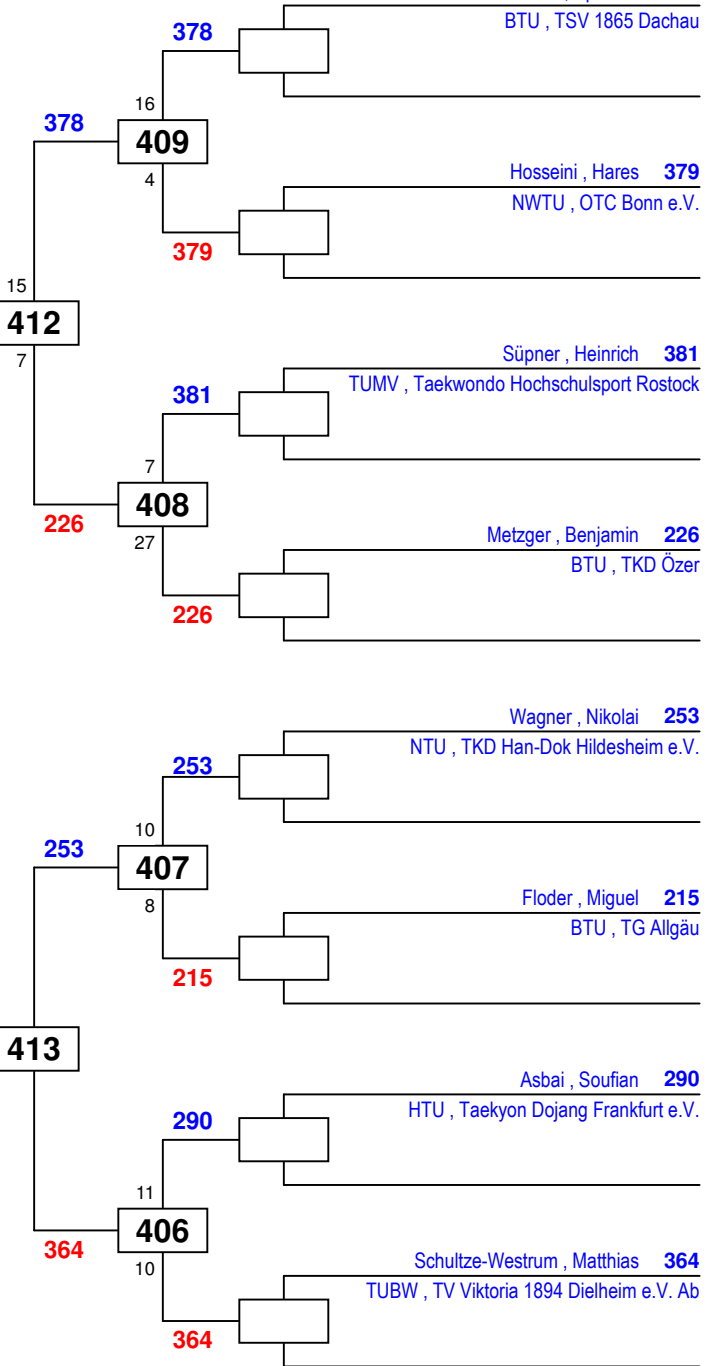 BTU , TSV 1865 Dachau
378
16
378
409
4
Hosseini , Hares 379
NWTU , OTC Bonn e.V.
379
15
412
7
Süpner , Heinrich 381
TUMV , Taekwondo Hochschulsport Rostock
381
7
408
226
27
Metzger , Benjamin 226
BTU , TKD Özer
226
Wagner , Nikolai 253
NTU , TKD Han-Dok Hildesheim e.V.
253
10
253
407
8
Floder , Miguel 215
BTU , TG Allgäu
215
413
Asbai , Soufian 290
HTU , Taekyon Dojang Frankfurt e.V.
290
11
406
364
10
Schultze-Westrum , Matthias 364
TUBW , TV Viktoria 1894 Dielheim e.V. Ab
364